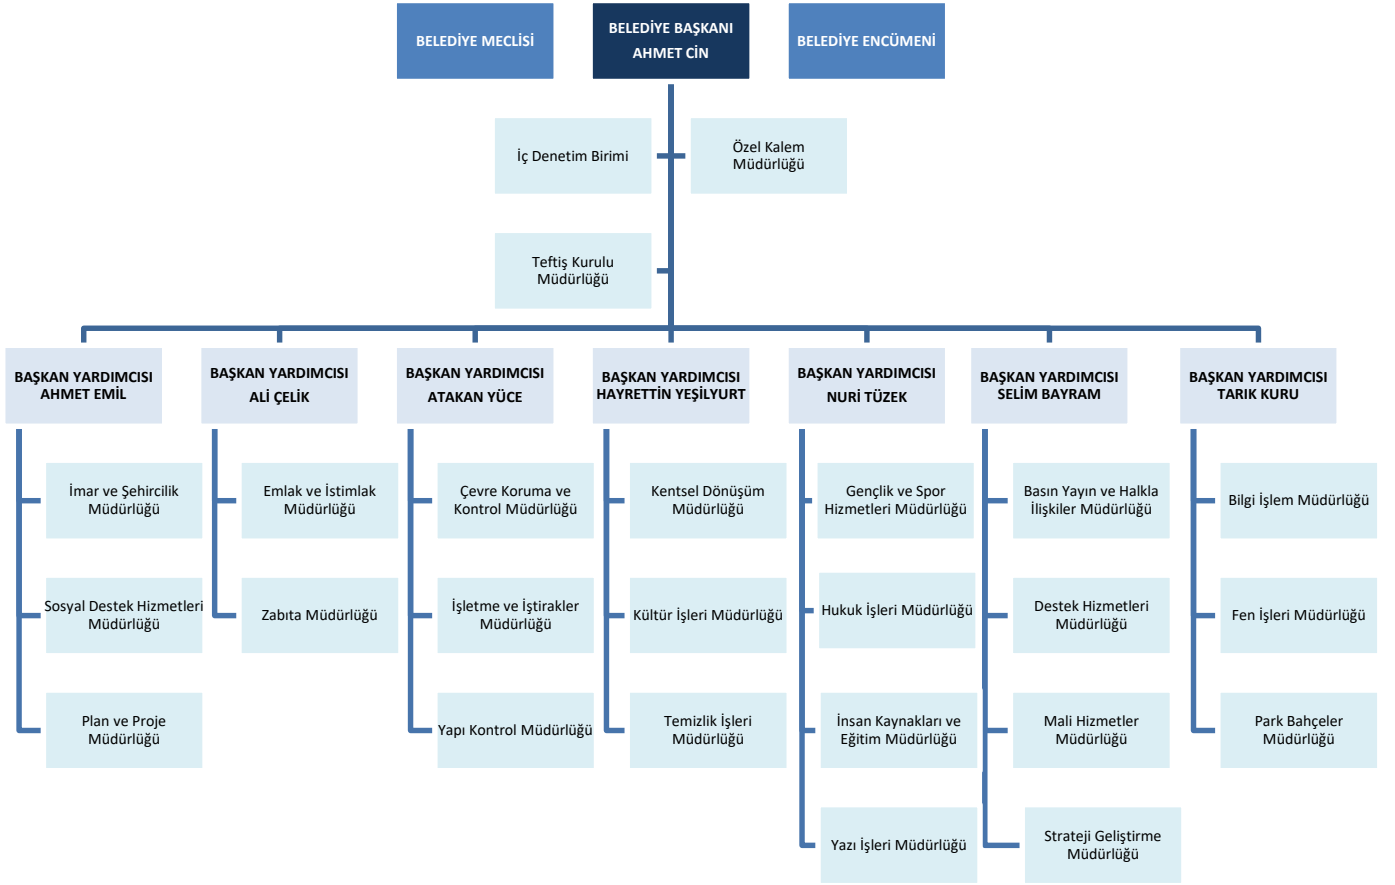 BELEDİYE MECLİSİ
BELEDİYE BAŞKANI
AHMET CİN
BELEDİYE ENCÜMENİ
İç Denetim Birimi
Özel Kalem
Müdürlüğü
Teftiş Kurulu
Müdürlüğü
BAŞKAN YARDIMCISI
AHMET EMİL
BAŞKAN YARDIMCISI
ALİ ÇELİK
BAŞKAN YARDIMCISI
ATAKAN YÜCE
BAŞKAN YARDIMCISI
HAYRETTİN YEŞİLYURT
BAŞKAN YARDIMCISI
NURİ TÜZEK
BAŞKAN YARDIMCISI
SELİM BAYRAM
BAŞKAN YARDIMCISI
TARIK KURU
İmar ve Şehircilik
Müdürlüğü
Emlak ve İstimlak
Müdürlüğü
Çevre Koruma ve
Kontrol Müdürlüğü
Kentsel Dönüşüm
Müdürlüğü
Gençlik ve Spor
Hizmetleri Müdürlüğü
Basın Yayın ve Halkla
İlişkiler Müdürlüğü
Bilgi İşlem Müdürlüğü
Sosyal Destek Hizmetleri
Müdürlüğü
Zabıta Müdürlüğü
İşletme ve İştirakler
Müdürlüğü
Kültür İşleri Müdürlüğü
Hukuk İşleri Müdürlüğü
Destek Hizmetleri
Müdürlüğü
Fen İşleri Müdürlüğü
Plan ve Proje
Müdürlüğü
Yapı Kontrol Müdürlüğü
Temizlik İşleri
Müdürlüğü
İnsan Kaynakları ve
Eğitim Müdürlüğü
Mali Hizmetler
Müdürlüğü
Park Bahçeler
Müdürlüğü
Yazı İşleri Müdürlüğü
Strateji Geliştirme
Müdürlüğü